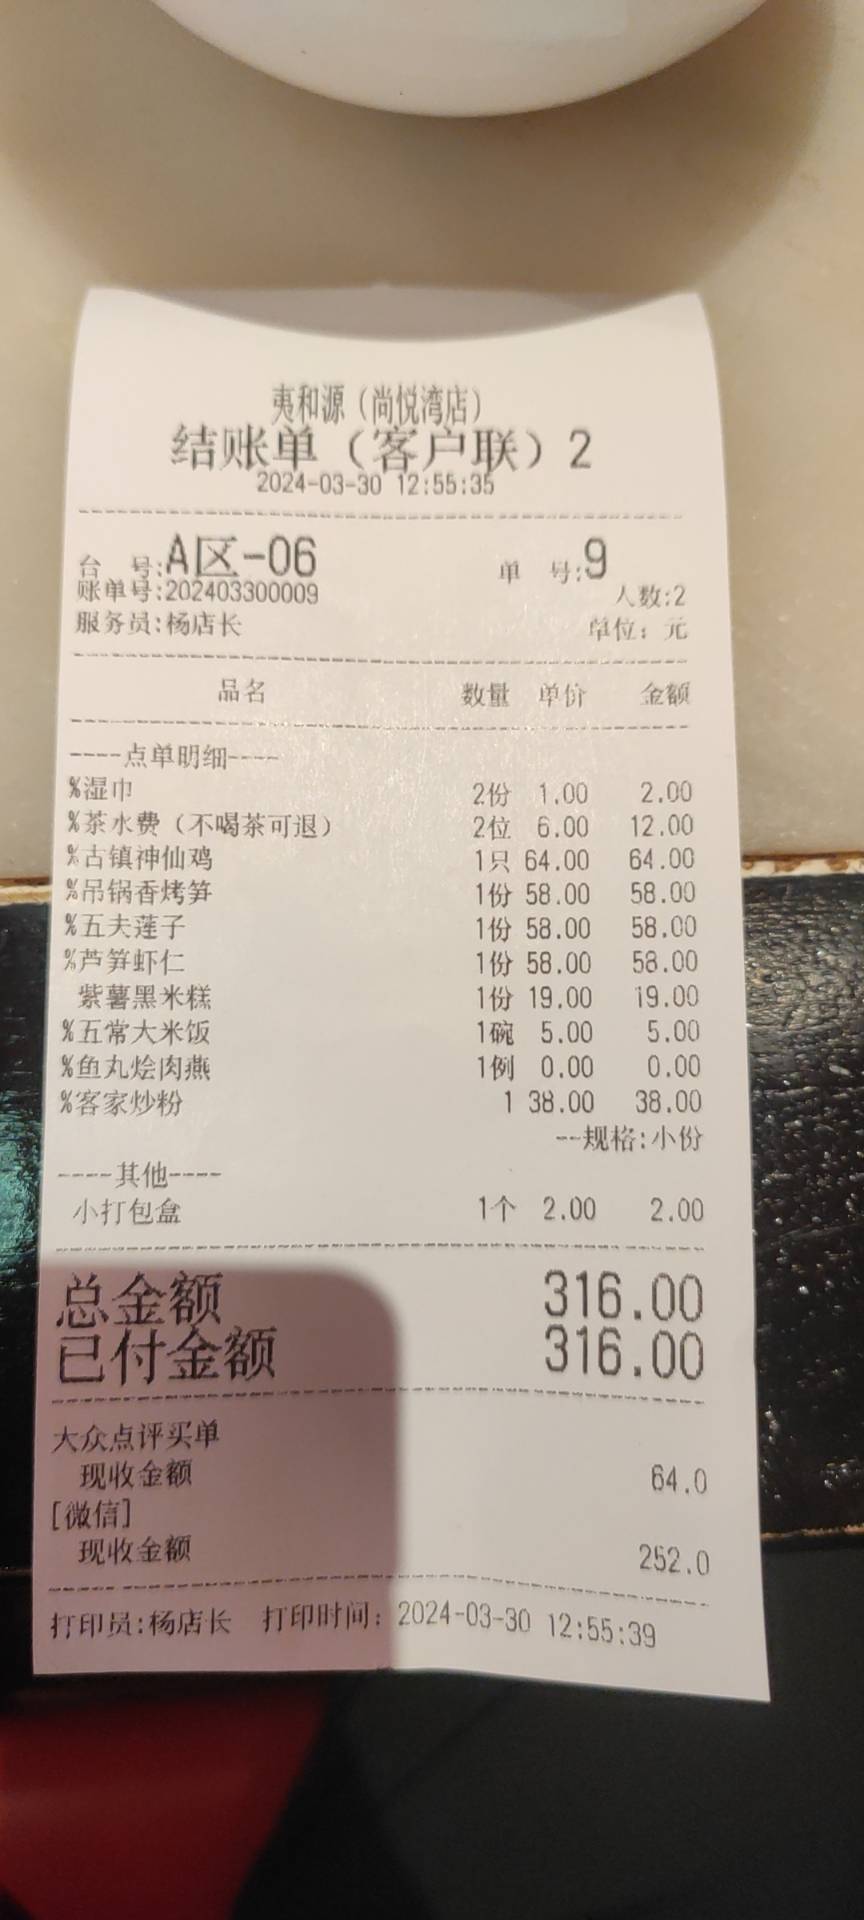 夷和源（尚悦湾店）
结账单（客户联）2
2024-03-30 12:55:35
台 号:A区-06 单 号:9
账单号:202403300009 人数:2
服务员:杨店长 单位：元
品名 数量 单价 金额
----点单明细----
%湿巾 2份 1.00 2.00
%茶水费（不喝茶可退） 2位 6.00 12.00
%古镇神仙鸡 1只 64.00 64.00
%吊锅香烤笋 1份 58.00 58.00
%五夫莲子 1份 58.00 58.00
%芦笋虾仁 1份 58.00 58.00
紫薯黑米糕 1份 19.00 19.00
%五常大米饭 1碗 5.00 5.00
%鱼丸烩肉燕 1例 0.00 0.00
%客家炒粉 1 38.00 38.00
--规格:小份
----其他----
小打包盒 1个 2.00 2.00
总金额 316.00
已付金额 316.00
大众点评买单
现收金额 64.0
[微信]
现收金额 252.0
打印员:杨店长 打印时间：2024-03-30 12:55:39